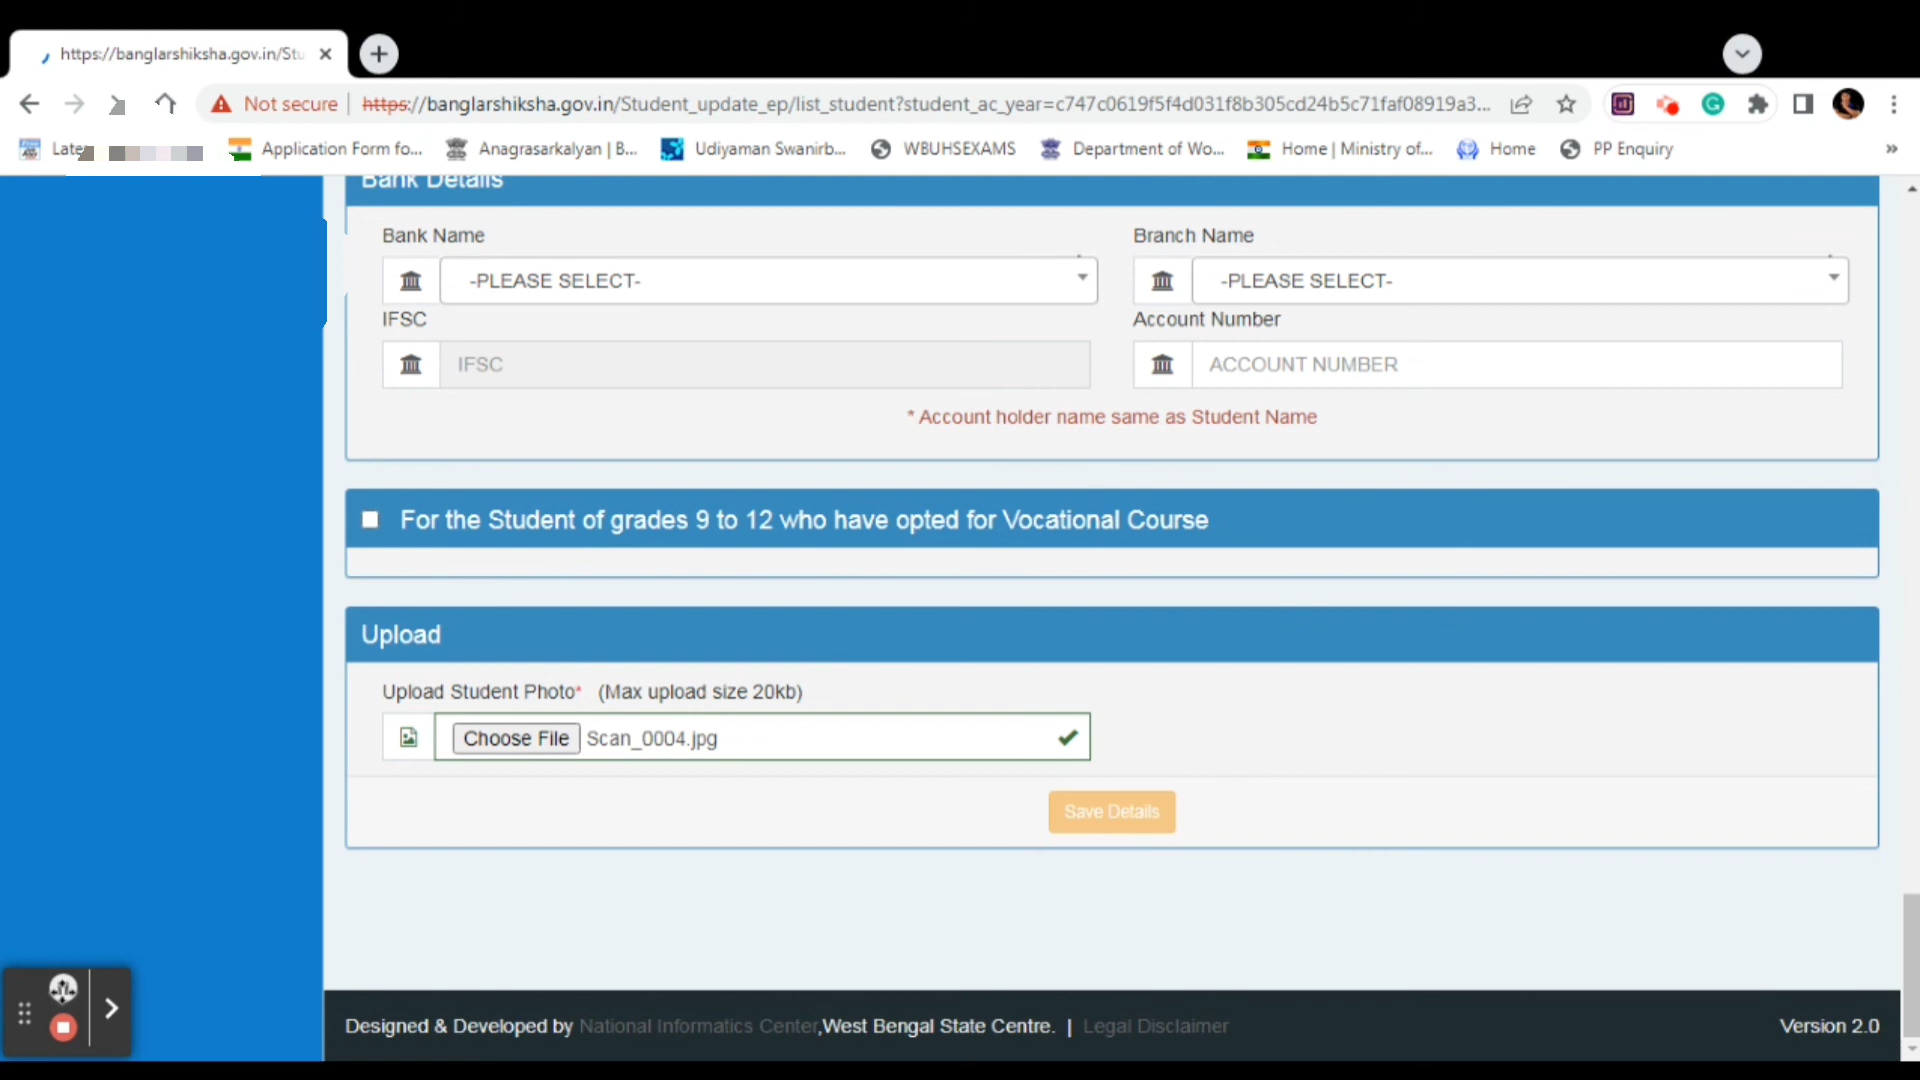 https://banglarshiksha.gov.in/Stu
Not secure https://banglarshiksha.gov.in/Student_update_ep/list_student?student_ac_year=c747c0619f5f4d031f8b305cd24b5c71faf08919a3...
Application Form fo... Anagrasarkalyan | B... Udiyaman Swanirb... WBUHSEXAMS Department of Wo... Home | Ministry of... Home PP Enquiry »
Bank Details
Bank Name Branch Name
-PLEASE SELECT- -PLEASE SELECT-
IFSC Account Number
IFSC ACCOUNT NUMBER
* Account holder name same as Student Name
For the Student of grades 9 to 12 who have opted for Vocational Course
Upload
Upload Student Photo* (Max upload size 20kb)
Choose File Scan_0004.jpg
Save Details
Designed & Developed by National Informatics Center,West Bengal State Centre. | Legal Disclaimer Version 2.0